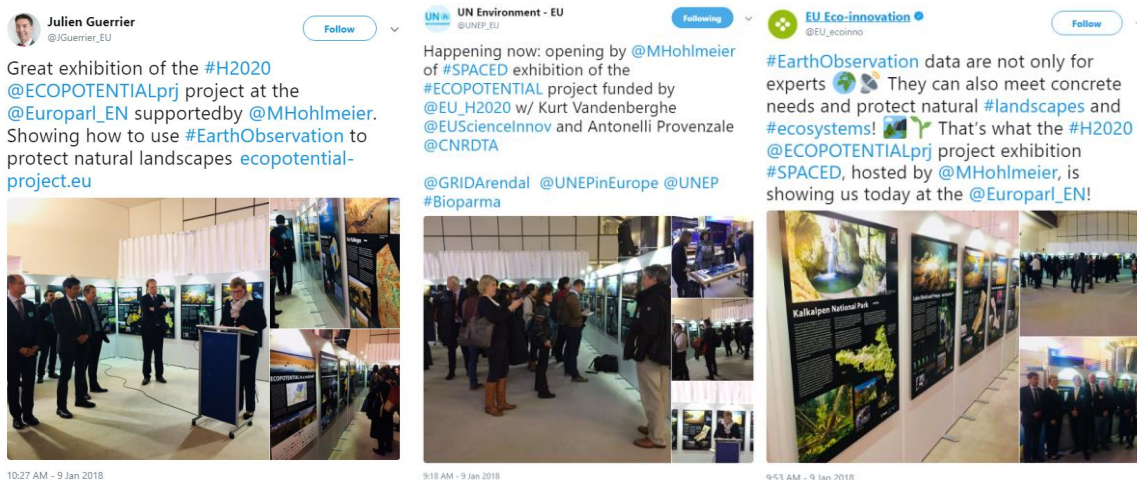 Julien Guerrier
@JGuerrier_EU
Follow
Great exhibition of the #H2020
@ECOPOTENTIALprj project at the
@Europarl_EN supportedby @MHohlmeier.
Showing how to use #EarthObservation to
protect natural landscapes ecopotential-
project.eu
10:27 AM - 9 Jan 2018
UN Environment - EU
@UNEP_EU
Following
Happening now: opening by @MHohlmeier
of #SPACED exhibition of the
#ECOPOTENTIAL project funded by
@EU_H2020 w/ Kurt Vandenberghe
@EUScienceInnov and Antonelli Provenzale
@CNRDTA
@GRIDArendal @UNEPinEurope @UNEP
#Bioparma
9:18 AM - 9 Jan 2018
EU Eco-innovation
@EU_ecoinno
Follow
#EarthObservation data are not only for
experts 🌍 📡 They can also meet concrete
needs and protect natural #landscapes and
#ecosystems! 🏞 🌱 That's what the #H2020
@ECOPOTENTIALprj project exhibition
#SPACED, hosted by @MHohlmeier, is
showing us today at the @Europarl_EN!
Kalkalpen National Park
9:53 AM - 9 Jan 2018